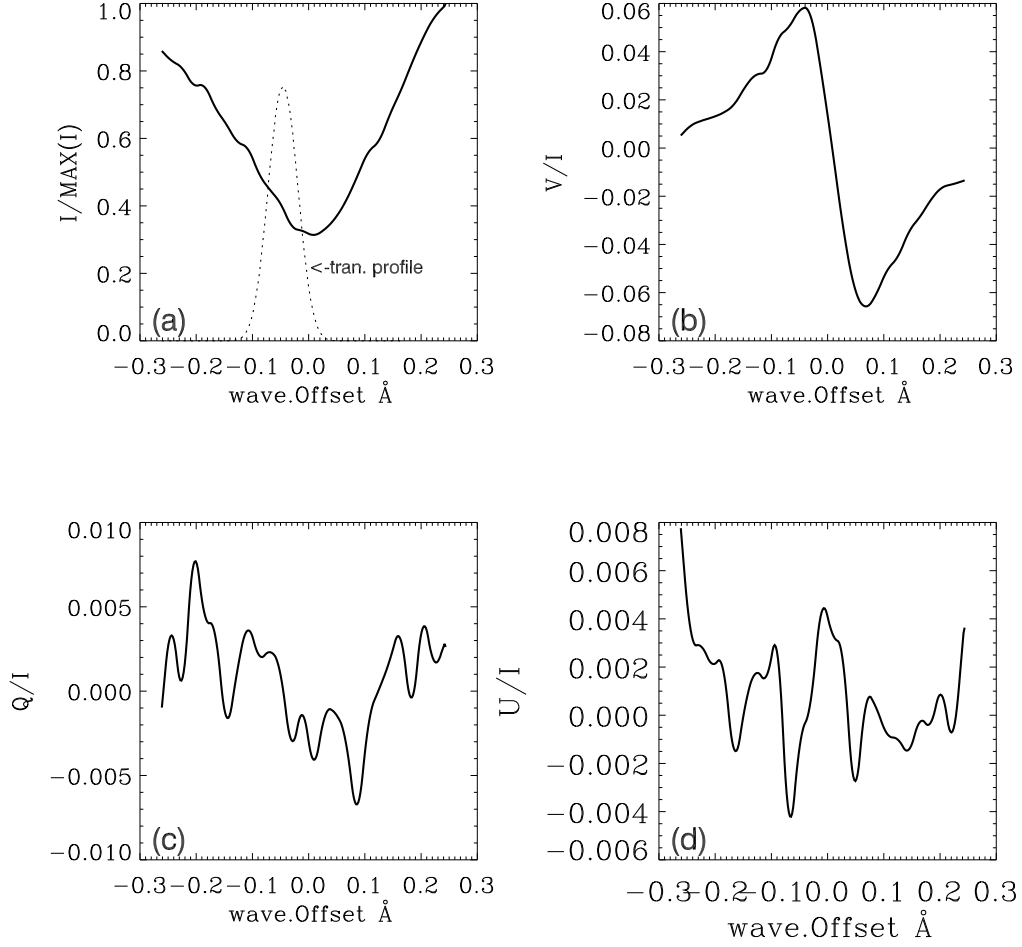 1.0
0.8
0.6
0.4
0.2
0.0
I/MAX(I)
<-tran. profile
(a)
-0.3 -0.2 -0.1 0.0 0.1 0.2 0.3
wave.Offset Å
0.06
0.04
0.02
0.00
-0.02
-0.04
-0.06
-0.08
V/I
(b)
-0.3 -0.2 -0.1 0.0 0.1 0.2 0.3
wave.Offset Å
0.010
0.005
0.000
-0.005
-0.010
Q/I
(c)
-0.3 -0.2 -0.1 0.0 0.1 0.2 0.3
wave.Offset Å
0.008
0.006
0.004
0.002
0.000
-0.002
-0.004
-0.006
U/I
(d)
-0.3 -0.2 -0.1 0.0 0.1 0.2 0.3
wave.Offset Å